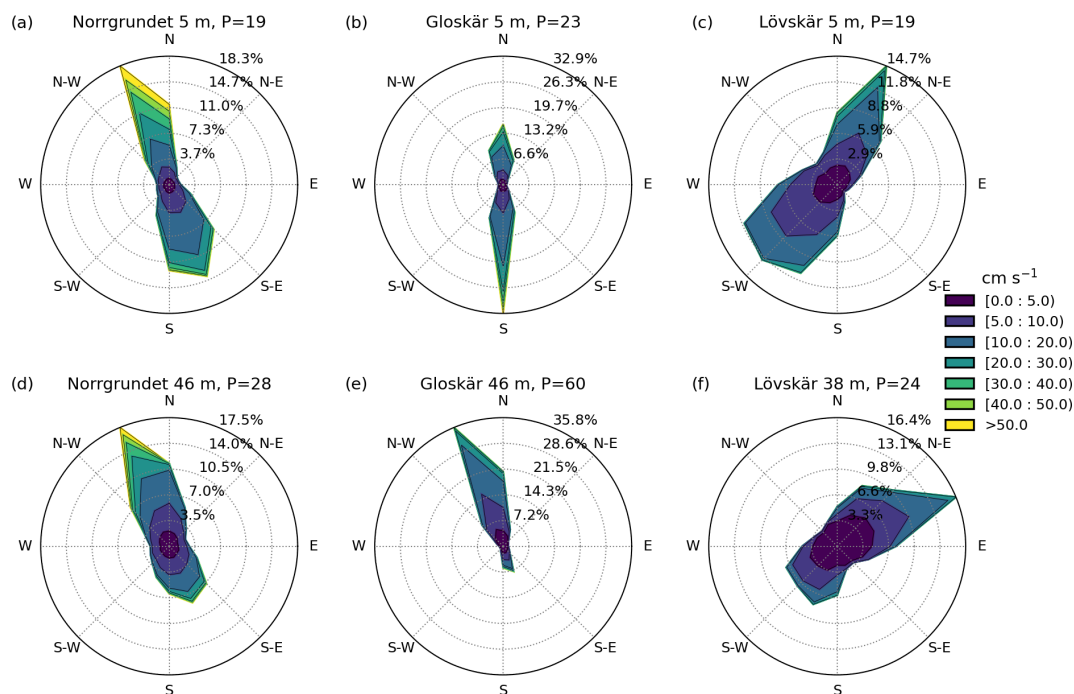 (a) Norrgrundet 5 m, P=19
N
18.3%
N-W
14.7%
N-E
11.0%
7.3%
3.7%
W
E
S-W
S-E
S
(b) Gloskär 5 m, P=23
N
32.9%
N-W
26.3%
N-E
19.7%
13.2%
6.6%
W
E
S-W
S-E
S
(c) Lövskär 5 m, P=19
N
14.7%
N-W
11.8%
N-E
8.8%
5.9%
2.9%
W
E
S-W
S-E
S
cm s⁻¹
[0.0 : 5.0)
[5.0 : 10.0)
[10.0 : 20.0)
[20.0 : 30.0)
[30.0 : 40.0)
[40.0 : 50.0)
>50.0
(d) Norrgrundet 46 m, P=28
N
17.5%
N-W
14.0%
N-E
10.5%
7.0%
3.5%
W
E
S-W
S-E
S
(e) Gloskär 46 m, P=60
N
35.8%
N-W
28.6%
N-E
21.5%
14.3%
7.2%
W
E
S-W
S-E
S
(f) Lövskär 38 m, P=24
N
16.4%
N-W
13.1%
N-E
9.8%
6.6%
3.3%
W
E
S-W
S-E
S